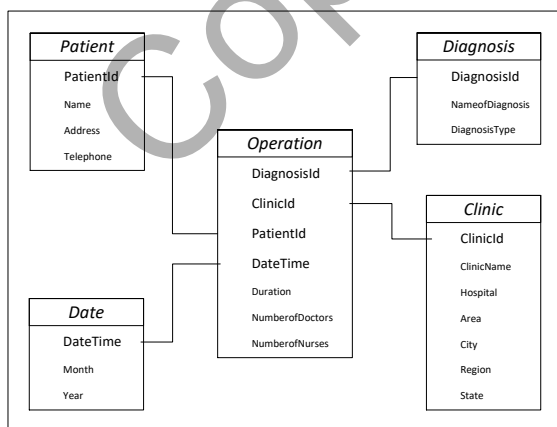 Cop
Patient
PatientId
Name
Address
Telephone
Diagnosis
DiagnosisId
NameofDiagnosis
DiagnosisType
Operation
DiagnosisId
ClinicId
PatientId
DateTime
Duration
NumberofDoctors
NumberofNurses
Clinic
ClinicId
ClinicName
Hospital
Area
City
Region
State
Date
DateTime
Month
Year